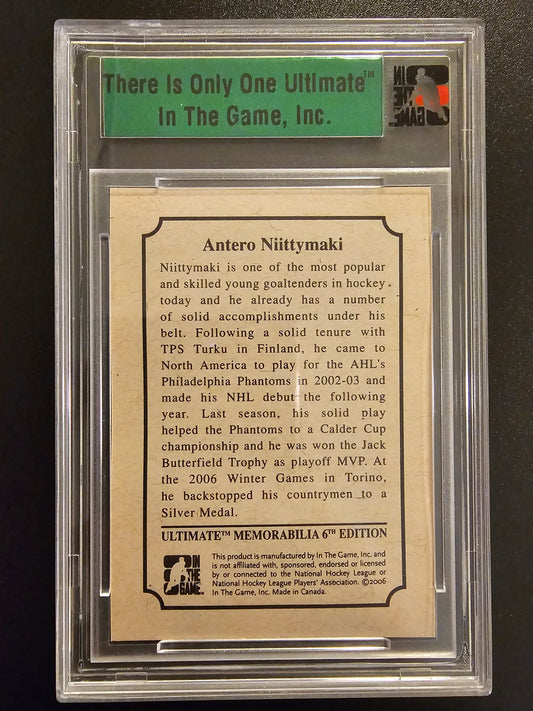 There Is Only One Ultimate™
In The Game, Inc.
IN
THE
GAME
Antero Niittymaki
Niittymaki is one of the most popular
and skilled young goaltenders in hockey
today and he already has a number
of solid accomplishments under his
belt. Following a solid tenure with
TPS Turku in Finland, he came to
North America to play for the AHL's
Philadelphia Phantoms in 2002-03 and
made his NHL debut the following
year. Last season, his solid play
helped the Phantoms to a Calder Cup
championship and he was won the Jack
Butterfield Trophy as playoff MVP. At
the 2006 Winter Games in Torino,
he backstopped his countrymen to a
Silver Medal.
ULTIMATE™ MEMORABILIA 6TH EDITION
IN
THE
GAME
This product is manufactured by In The Game, Inc. and
is not affiliated with, sponsored, endorsed or licensed
by or connected to the National Hockey League or
National Hockey League Players' Association. ©2006
In The Game, Inc. Made in Canada.